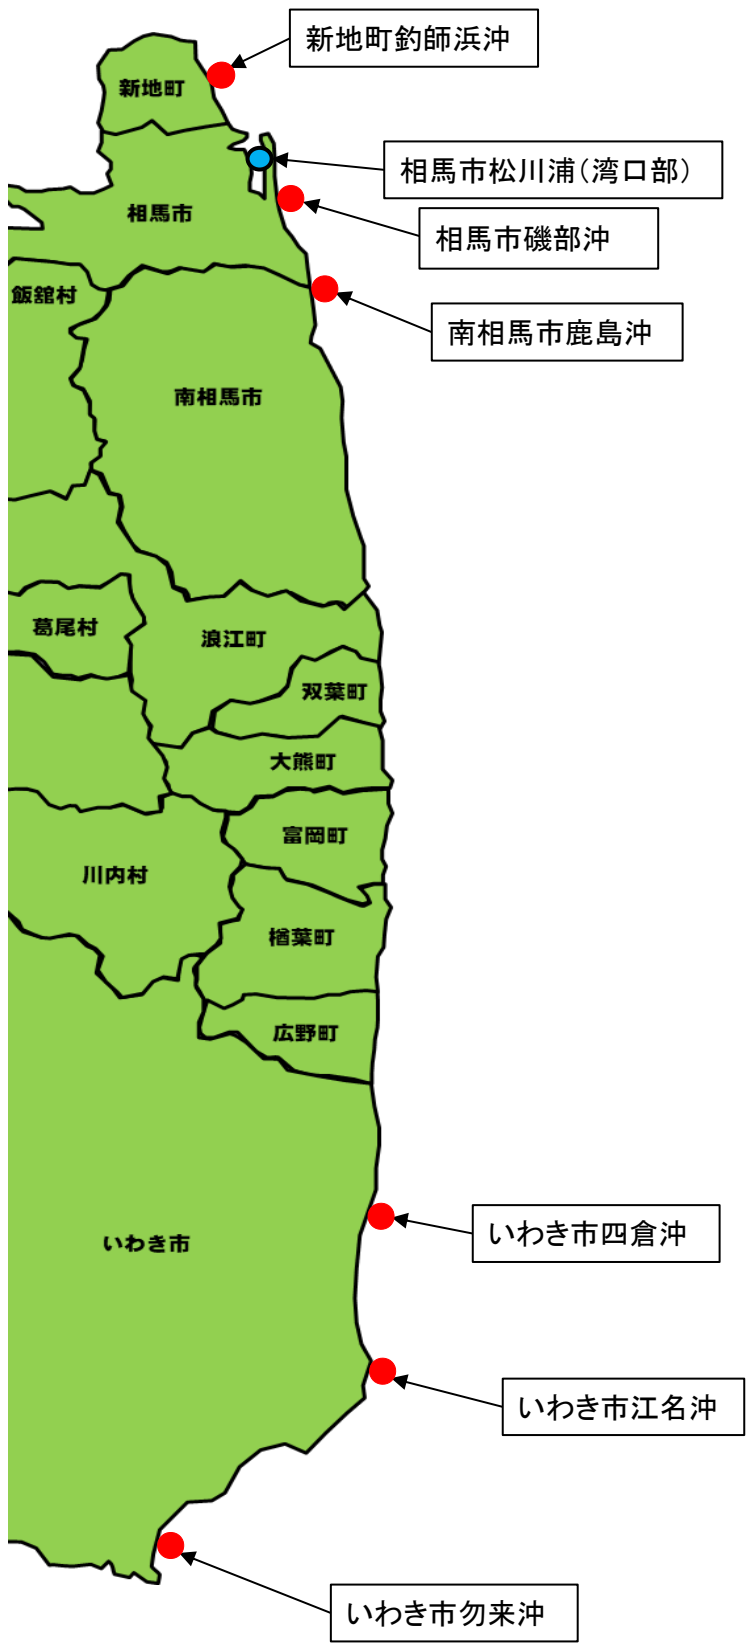 新地町釣師浜沖
新地町
相馬市松川浦（湾口部）
相馬市
相馬市磯部沖
飯舘村
南相馬市鹿島沖
南相馬市
葛尾村
浪江町
双葉町
大熊町
富岡町
川内村
楢葉町
広野町
いわき市四倉沖
いわき市
いわき市江名沖
いわき市勿来沖